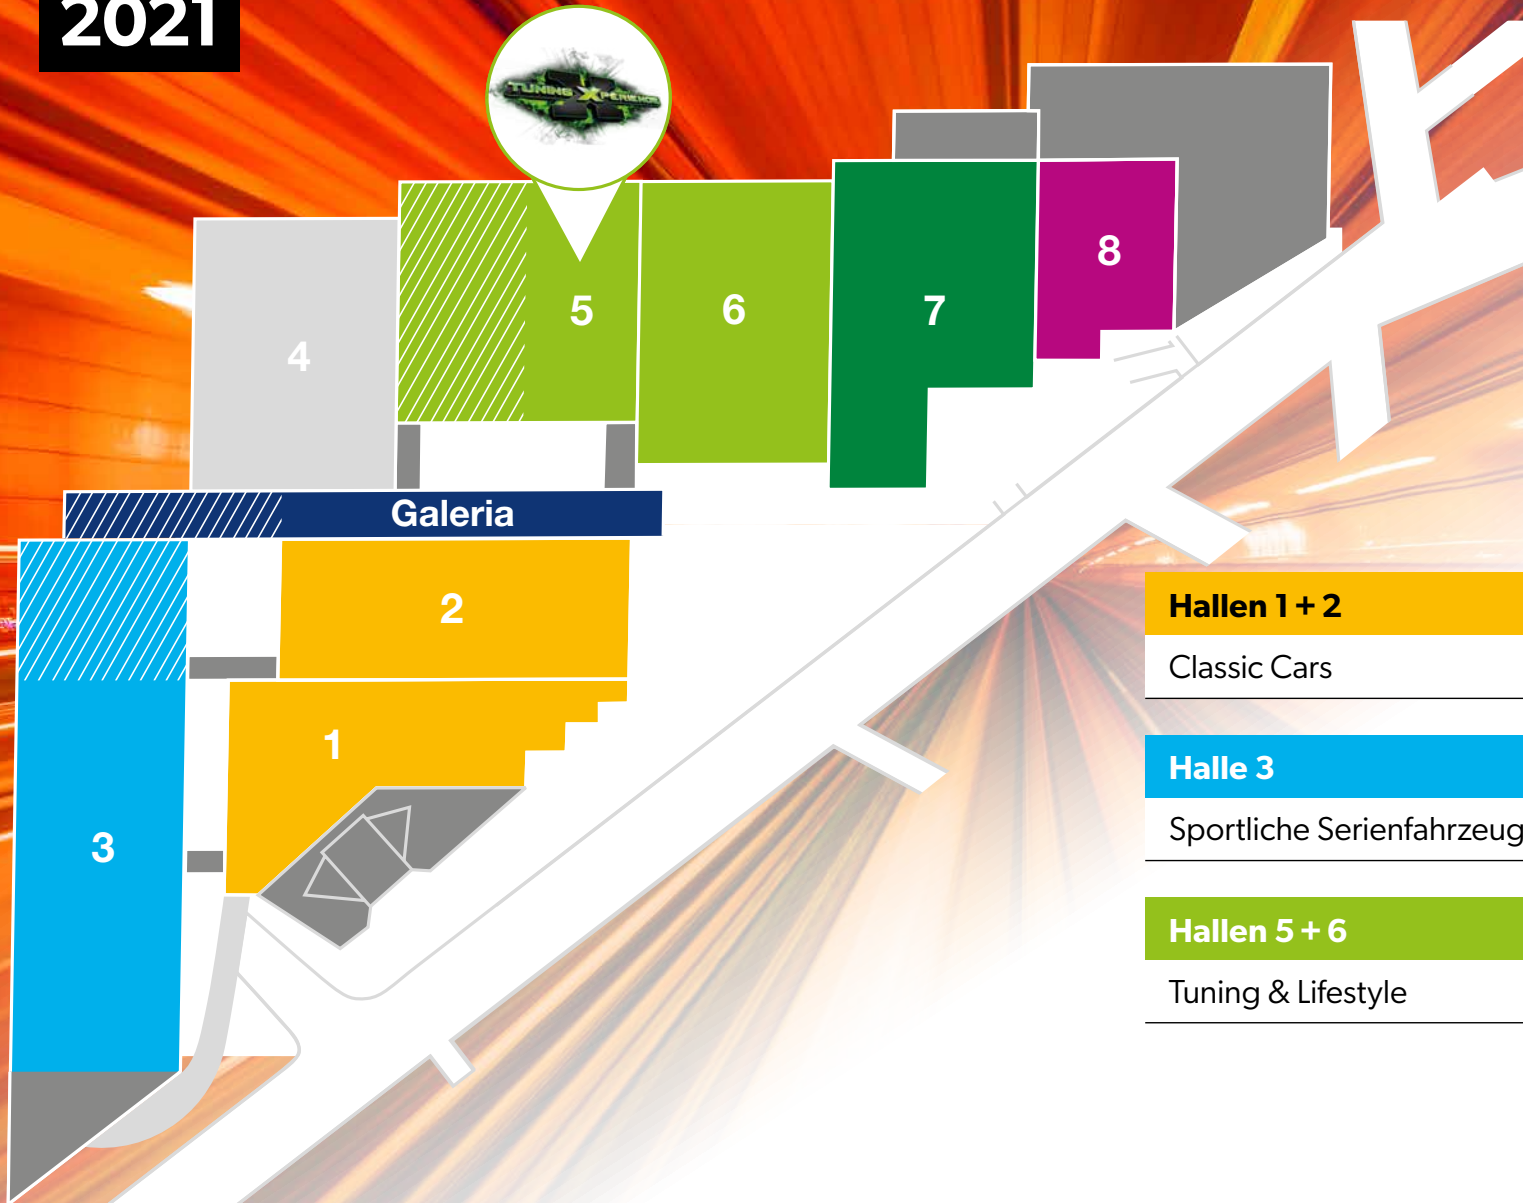 2021
TUNING XPERIENCE
8
5
6
7
4
Galeria
2
1
3
Hallen 1 + 2
Classic Cars
Halle 3
Sportliche Serienfahrzeug
Hallen 5 + 6
Tuning & Lifestyle